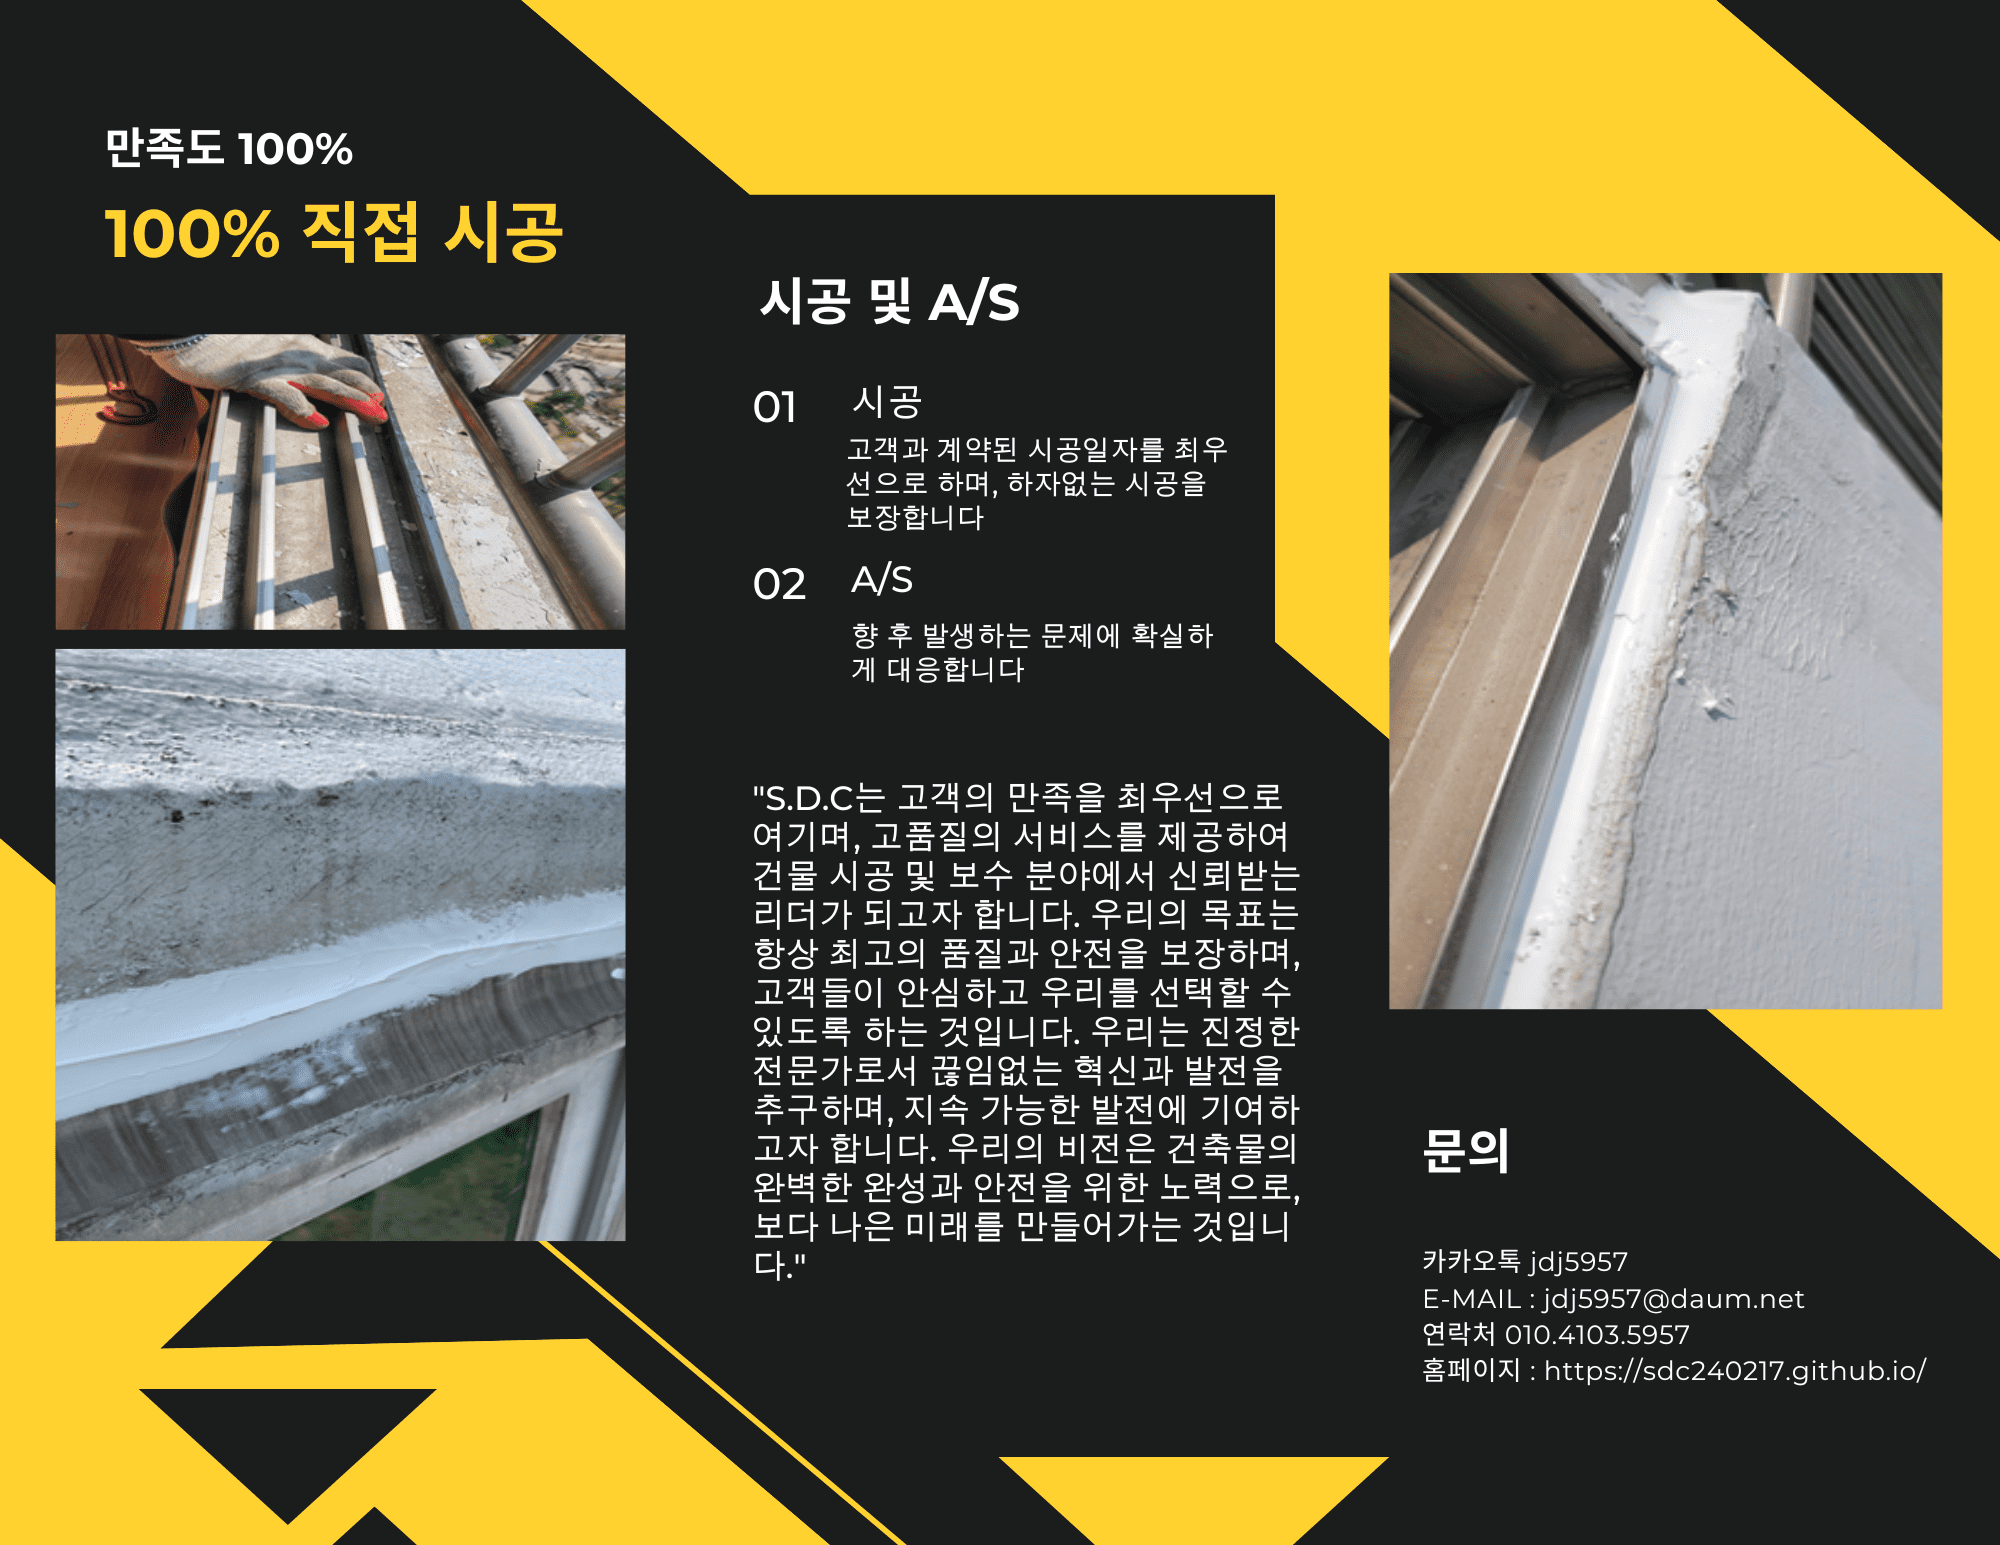 만족도 100%
100% 직접 시공
시공 및 A/S
01
시공
고객과 계약된 시공일자를 최우
선으로 하며, 하자없는 시공을
보장합니다
02
A/S
향 후 발생하는 문제에 확실하
게 대응합니다
"S.D.C는 고객의 만족을 최우선으로
여기며, 고품질의 서비스를 제공하여
건물 시공 및 보수 분야에서 신뢰받는
리더가 되고자 합니다. 우리의 목표는
항상 최고의 품질과 안전을 보장하며,
고객들이 안심하고 우리를 선택할 수
있도록 하는 것입니다. 우리는 진정한
전문가로서 끊임없는 혁신과 발전을
추구하며, 지속 가능한 발전에 기여하
고자 합니다. 우리의 비전은 건축물의
완벽한 완성과 안전을 위한 노력으로,
보다 나은 미래를 만들어가는 것입니
다."
문의
카카오톡 jdj5957
E-MAIL : jdj5957@daum.net
연락처 010.4103.5957
홈페이지 : https://sdc240217.github.io/